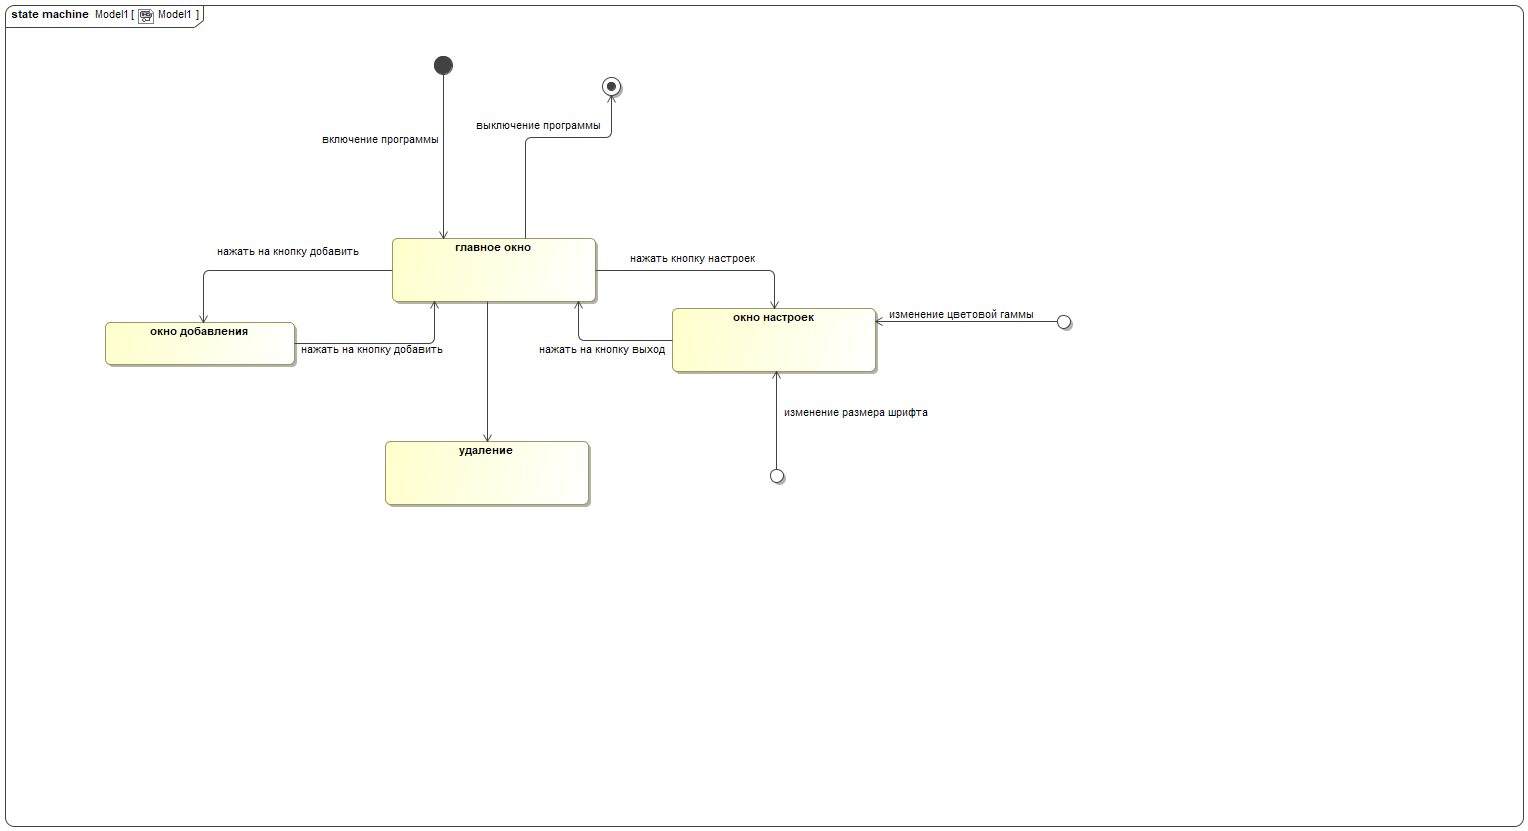 state machine Model1 [ Model1 ]
выключение программы
включение программы
главное окно
нажать на кнопку добавить
нажать кнопку настроек
изменение цветовой гаммы
окно настроек
окно добавления
нажать на кнопку добавить
нажать на кнопку выход
изменение размера шрифта
удаление